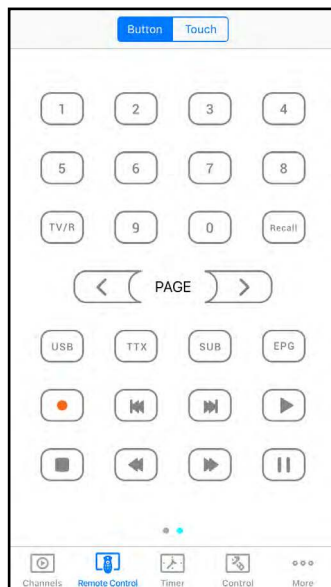 Button Touch
1 2 3 4
5 6 7 8
TV/R 9 0 Recall
PAGE
USB TTX SUB EPG
Channels Remote Control Timer Control More